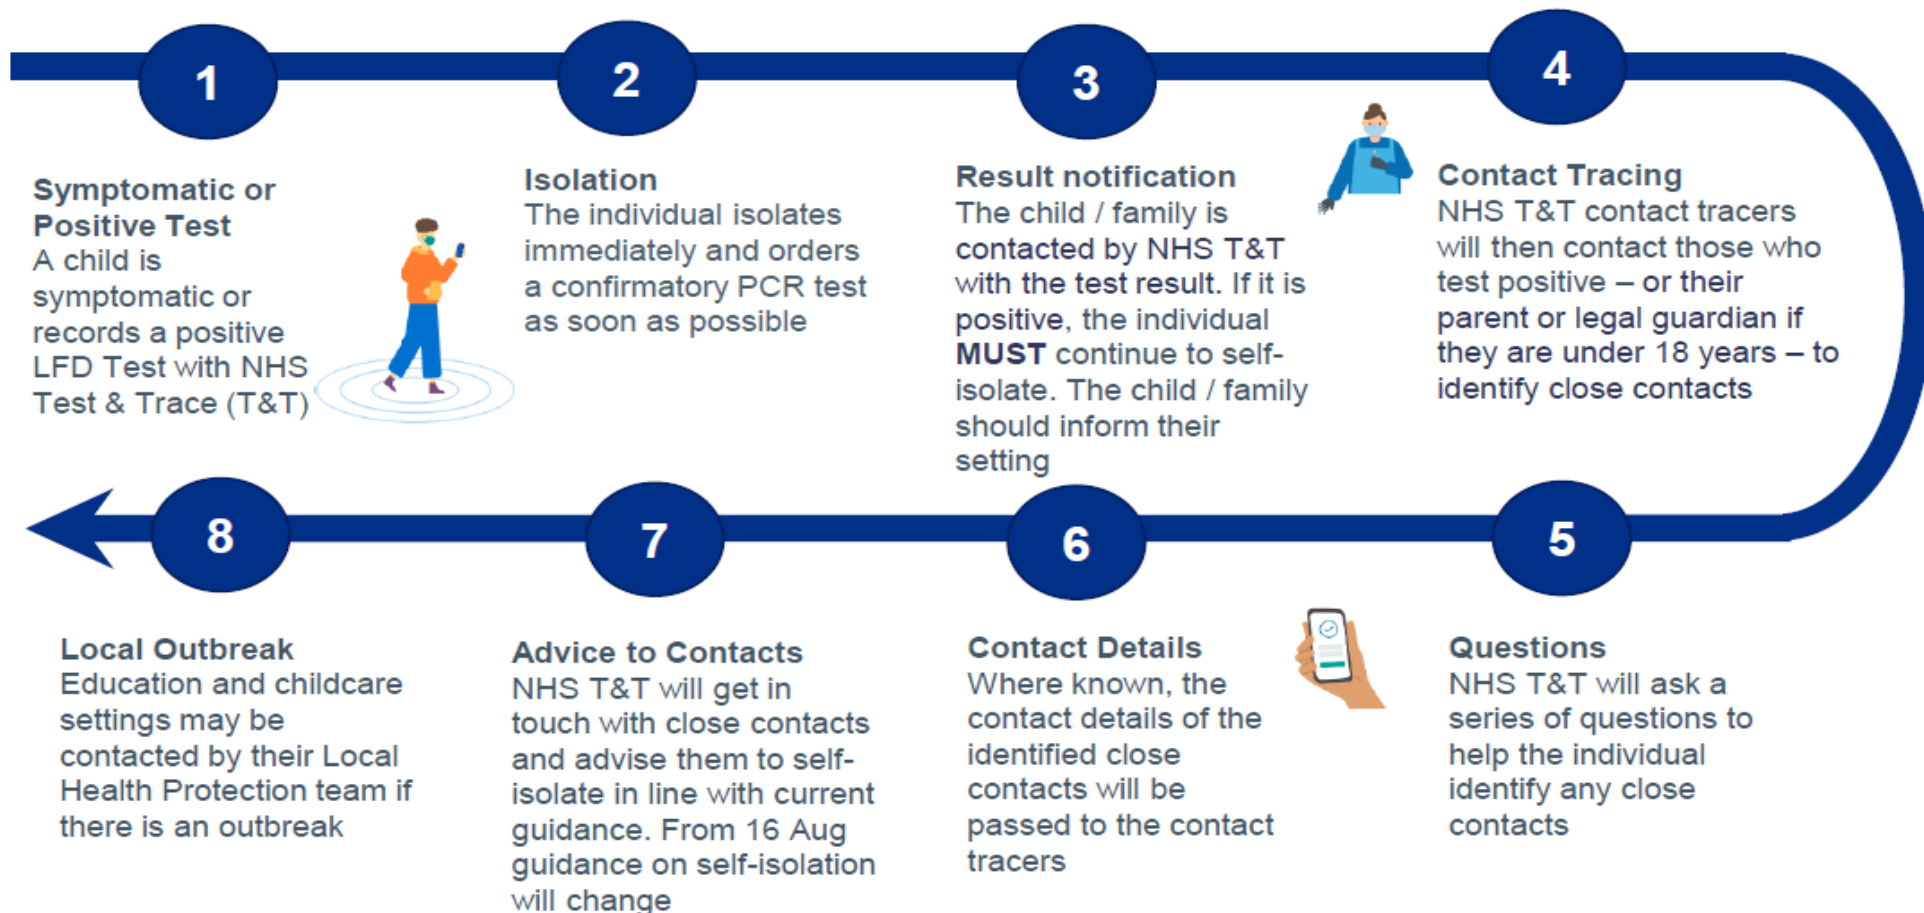 1
2
3
4
Symptomatic or
Positive Test
A child is
symptomatic or
records a positive
LFD Test with NHS
Test & Trace (T&T)
Isolation
The individual isolates
immediately and orders
a confirmatory PCR test
as soon as possible
Result notification
The child / family is
contacted by NHS T&T
with the test result. If it is
positive, the individual
MUST continue to self-
isolate. The child / family
should inform their
setting
Contact Tracing
NHS T&T contact tracers
will then contact those who
test positive – or their
parent or legal guardian if
they are under 18 years – to
identify close contacts
5
Questions
NHS T&T will ask a
series of questions to
help the individual
identify any close
contacts
6
Contact Details
Where known, the
contact details of the
identified close
contacts will be
passed to the contact
tracers
7
Advice to Contacts
NHS T&T will get in
touch with close contacts
and advise them to self-
isolate in line with current
guidance. From 16 Aug
guidance on self-isolation
will change
8
Local Outbreak
Education and childcare
settings may be
contacted by their Local
Health Protection team if
there is an outbreak